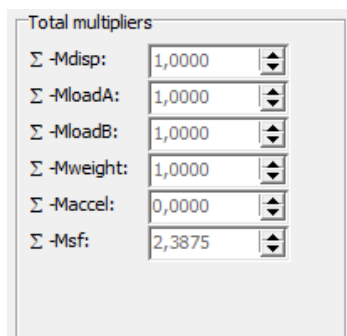 Total multipliers
Σ -Mdisp: 1,0000
Σ -MloadA: 1,0000
Σ -MloadB: 1,0000
Σ -Mweight: 1,0000
Σ -Maccel: 0,0000
Σ -Msf: 2,3875